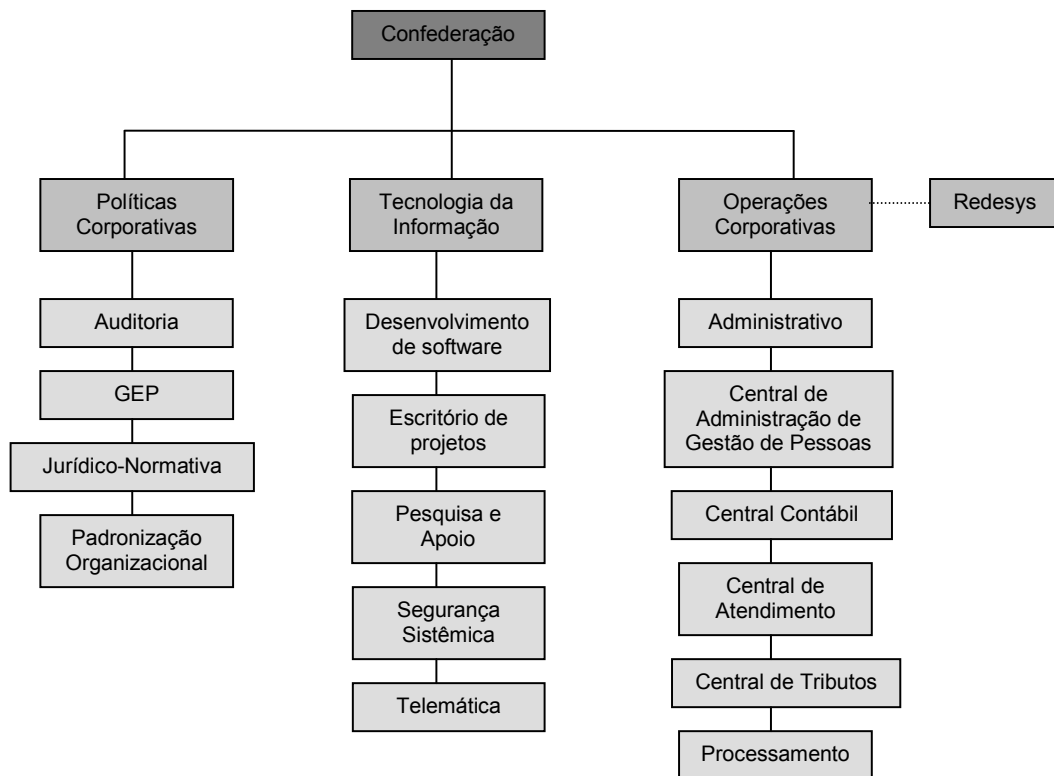 Confederação
Políticas
Corporativas
Tecnologia da
Informação
Operações
Corporativas
Redesys
Auditoria
GEP
Jurídico-Normativa
Padronização
Organizacional
Desenvolvimento
de software
Escritório de
projetos
Pesquisa e
Apoio
Segurança
Sistêmica
Telemática
Administrativo
Central de
Administração de
Gestão de Pessoas
Central Contábil
Central de
Atendimento
Central de Tributos
Processamento